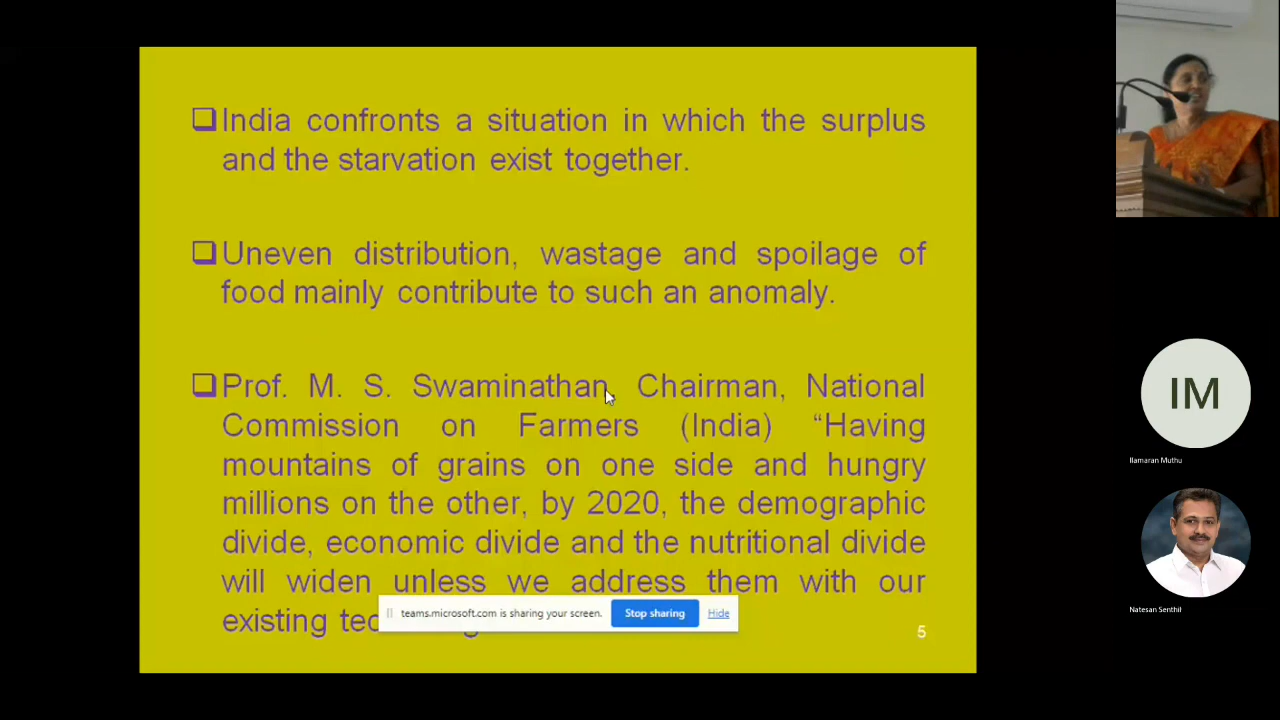 ❑India confronts a situation in which the surplus
and the starvation exist together.
❑Uneven distribution, wastage and spoilage of
food mainly contribute to such an anomaly.
❑Prof. M. S. Swaminathan, Chairman, National
Commission on Farmers (India) “Having
mountains of grains on one side and hungry
millions on the other, by 2020, the demographic
divide, economic divide and the nutritional divide
will widen unless we address them with our
existing
teams.microsoft.com is sharing your screen. Stop sharing Hide
5
IM
Ilamaran Muthu
Natesan Senthil